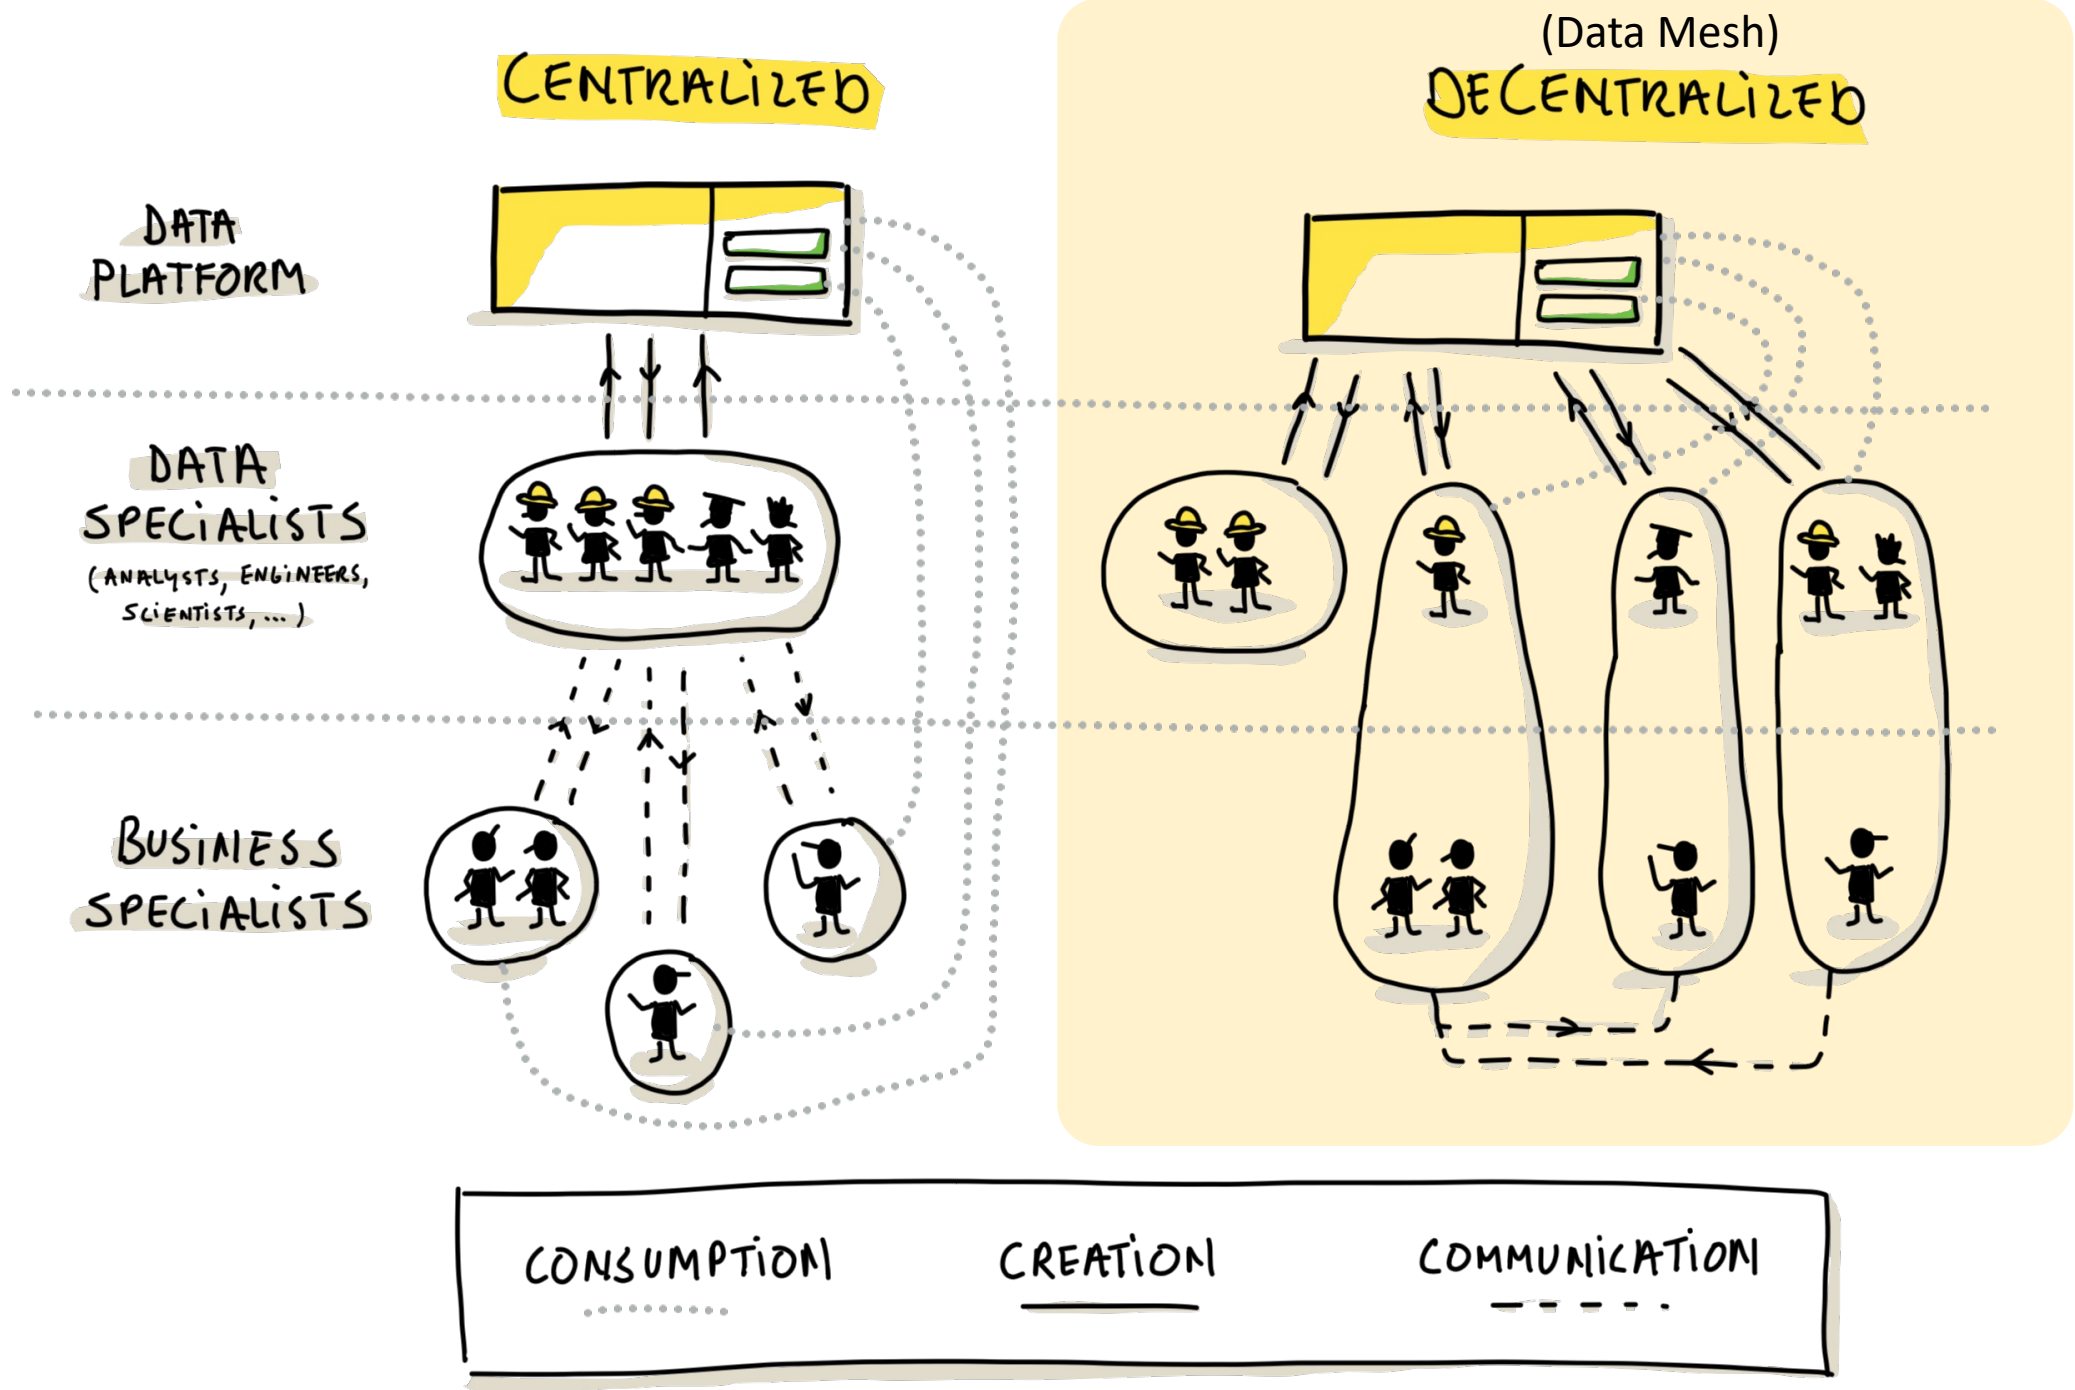 (Data Mesh)
CENTRALIZED
DECENTRALIZED
DATA
PLATFORM
DATA
SPECIALISTS
(ANALYSTS, ENGINEERS,
SCIENTISTS, ...)
BUSINESS
SPECIALISTS
CONSUMPTION
CREATION
COMMUNICATION